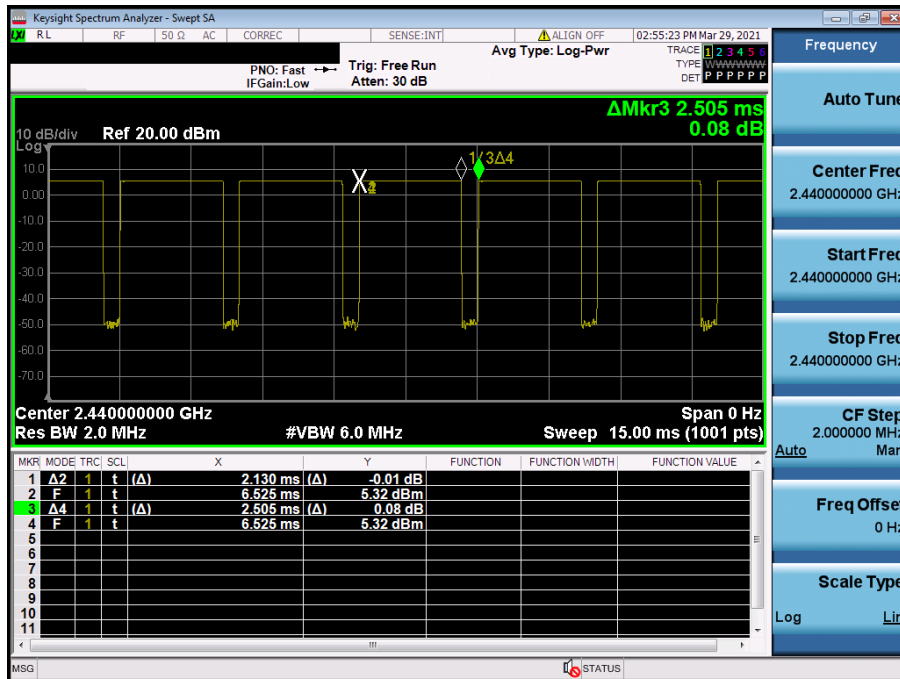 Keysight Spectrum Analyzer - Swept SA
LXI RL RF 50 Ω AC CORREC SENSE:INT ALIGN OFF 02:55:23 PM Mar 29, 2021
Frequency
Avg Type: Log-Pwr
TRACE 1 2 3 4 5 6
TYPE WWWWWW
DET P P P P P P
PNO: Fast
IFGain:Low
Trig: Free Run
Atten: 30 dB
ΔMkr3 2.505 ms
0.08 dB
10 dB/div Ref 20.00 dBm
Log
10.0
0.00
-10.0
-20.0
-30.0
-40.0
-50.0
-60.0
-70.0
3Δ4
Center 2.440000000 GHz
Span 0 Hz
Res BW 2.0 MHz
#VBW 6.0 MHz
Sweep 15.00 ms (1001 pts)
MKR MODE TRC SCL X Y FUNCTION FUNCTION WIDTH FUNCTION VALUE
1 Δ2 1 t (Δ) 2.130 ms (Δ) -0.01 dB
2 F 1 t 6.525 ms 5.32 dBm
3 Δ4 1 t (Δ) 2.505 ms (Δ) 0.08 dB
4 F 1 t 6.525 ms 5.32 dBm
5
6
7
8
9
10
11
MSG
STATUS
Auto Tune
Center Freq
2.440000000 GHz
Start Freq
2.440000000 GHz
Stop Freq
2.440000000 GHz
CF Step
2.000000 MHz
Auto Man
Freq Offset
0 Hz
Scale Type
Log Lin